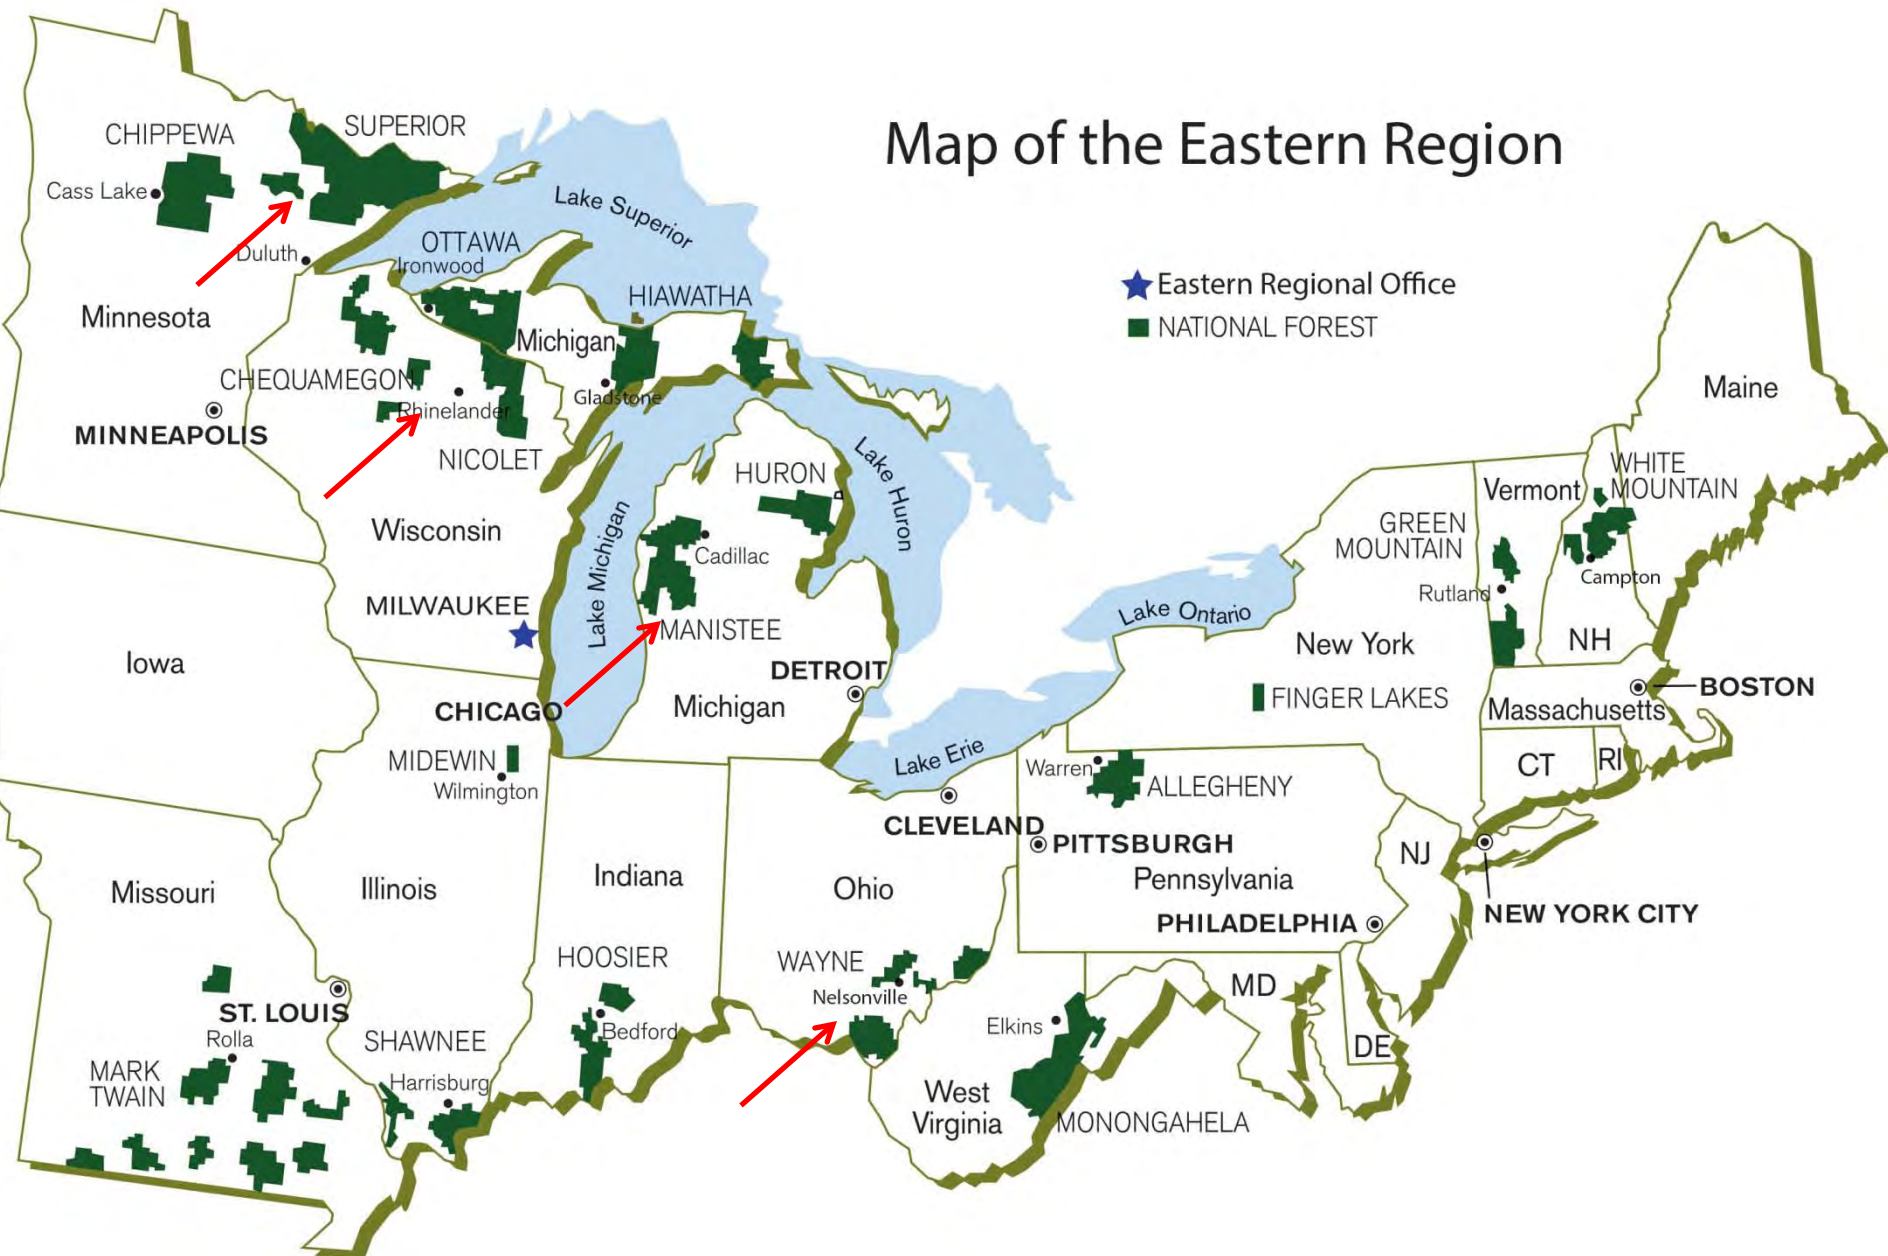 Map of the Eastern Region
Eastern Regional Office
NATIONAL FOREST
CHIPPEWA
SUPERIOR
Cass Lake
Duluth
Lake Superior
OTTAWA
Ironwood
HIAWATHA
Minnesota
Michigan
CHEQUAMEGON
Rhinelander
Gladstone
MINNEAPOLIS
NICOLET
HURON
Lake Huron
Wisconsin
Lake Michigan
Cadillac
MILWAUKEE
MANISTEE
Iowa
DETROIT
CHICAGO
Michigan
MIDEWIN
Wilmington
Lake Erie
Lake Ontario
Maine
WHITE
MOUNTAIN
Vermont
GREEN
MOUNTAIN
Campton
Rutland
New York
NH
FINGER LAKES
BOSTON
Massachusetts
CT
RI
Warren
ALLEGHENY
CLEVELAND
PITTSBURGH
Pennsylvania
NJ
PHILADELPHIA
NEW YORK CITY
Missouri
Illinois
Indiana
Ohio
HOOSIER
WAYNE
Nelsonville
MD
DE
ST. LOUIS
Rolla
SHAWNEE
Bedford
Elkins
MARK
TWAIN
Harrisburg
West
Virginia
MONONGAHELA